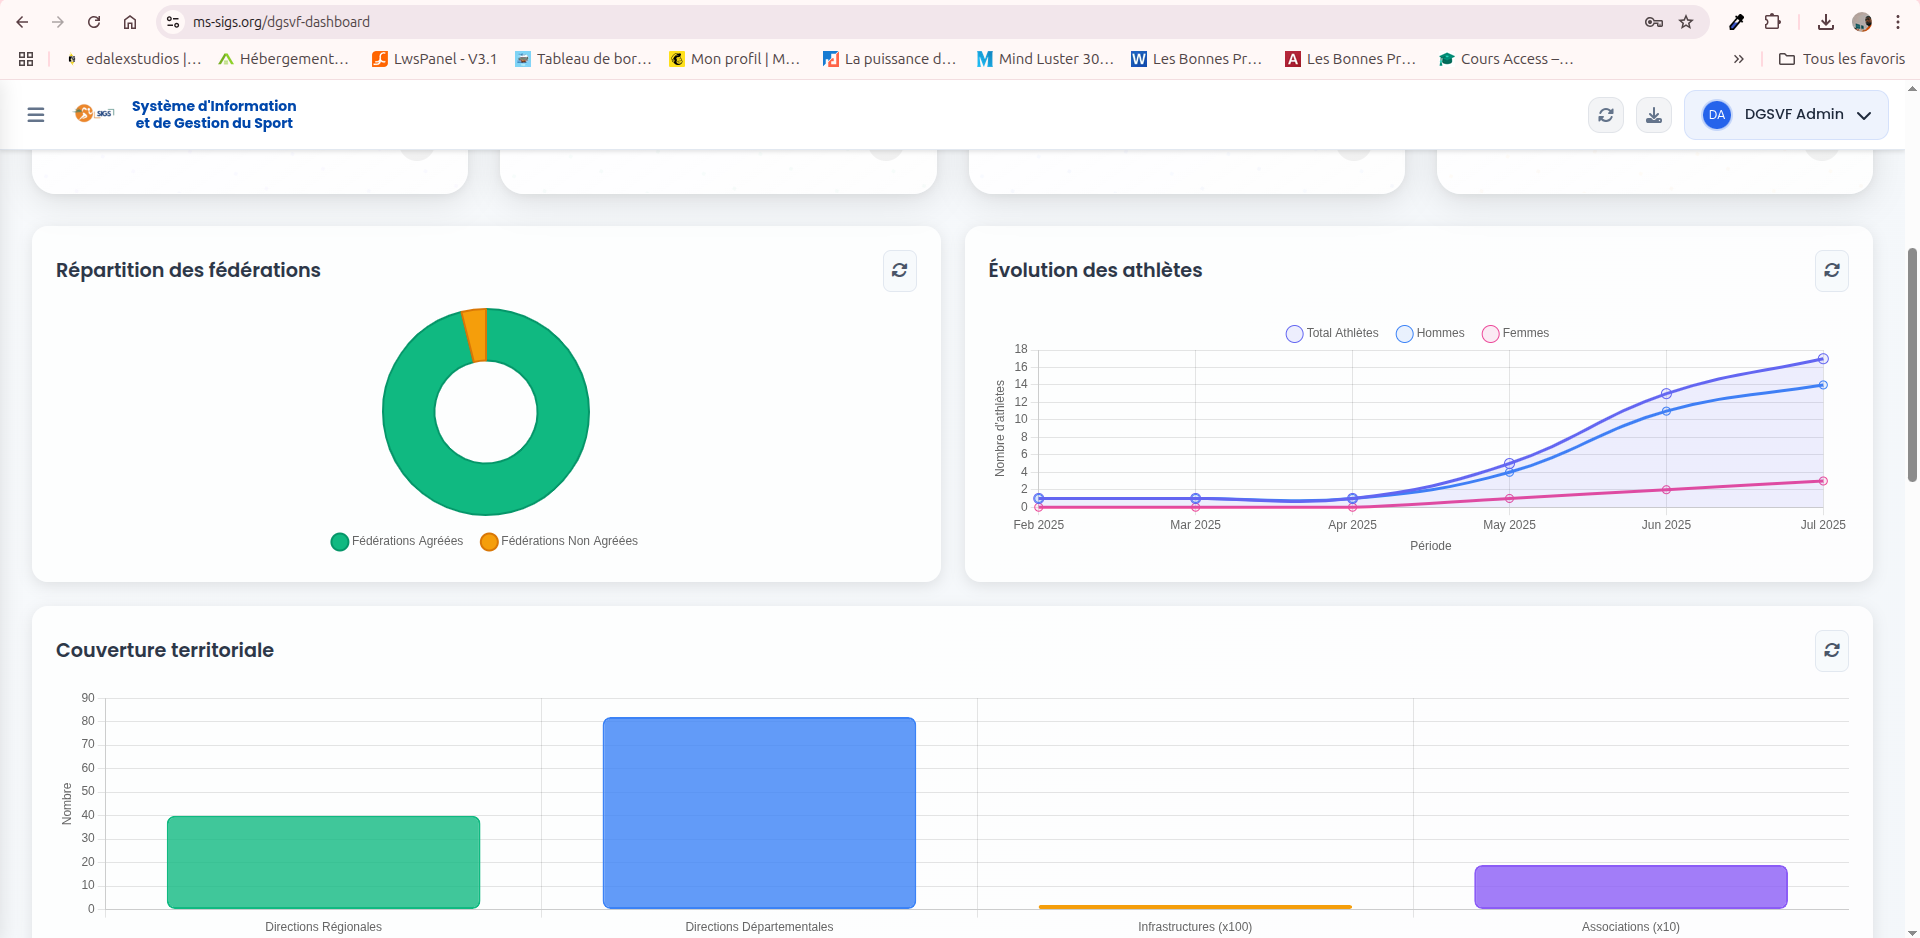 ms-sigs.org/dgsvf-dashboard
edalexstudios |...
Hébergement...
LwsPanel - V3.1
Tableau de bor...
Mon profil | M...
La puissance d...
Mind Luster 30...
Les Bonnes Pr...
Les Bonnes Pr...
Cours Access –...
»
Tous les favoris
SIGS
Système d'Information
et de Gestion du Sport
DA
DGSVF Admin
Répartition des fédérations
Fédérations Agréées
Fédérations Non Agréées
Évolution des athlètes
Total Athlètes
Hommes
Femmes
Nombre d'athlètes
18
16
14
12
10
8
6
4
2
0
Feb 2025
Mar 2025
Apr 2025
May 2025
Jun 2025
Jul 2025
Période
Couverture territoriale
Nombre
90
80
70
60
50
40
30
20
10
0
Directions Régionales
Directions Départementales
Infrastructures (x100)
Associations (x10)